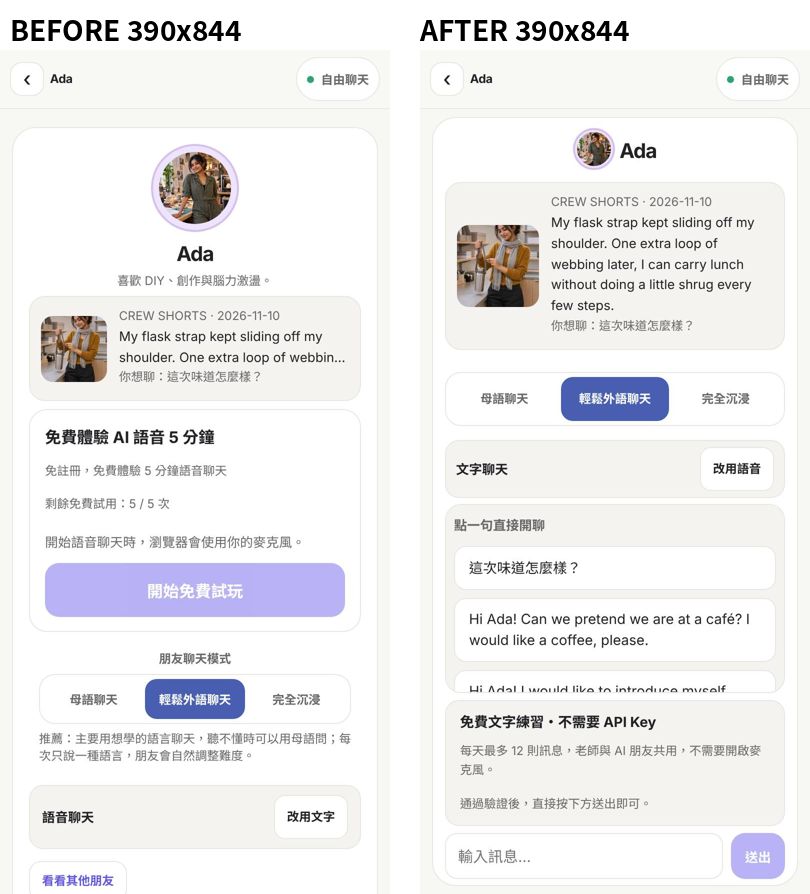 BEFORE 390x844
Ada
自由聊天
Ada
喜歡 DIY、創作與腦力激盪。
CREW SHORTS · 2026-11-10
My flask strap kept sliding off my
shoulder. One extra loop of webbin...
你想聊：這次味道怎麼樣？
免費體驗 AI 語音 5 分鐘
免註冊，免費體驗 5 分鐘語音聊天
剩餘免費試用：5 / 5 次
開始語音聊天時，瀏覽器會使用你的麥克風。
開始免費試玩
朋友聊天模式
母語聊天
輕鬆外語聊天
完全沉浸
推薦：主要用想學的語言聊天，聽不懂時可以用母語問；每
次只說一種語言，朋友會自然調整難度。
語音聊天
改用文字
看看其他朋友
AFTER 390x844
Ada
自由聊天
Ada
CREW SHORTS · 2026-11-10
My flask strap kept sliding off my
shoulder. One extra loop of
webbing later, I can carry lunch
without doing a little shrug every
few steps.
你想聊：這次味道怎麼樣？
母語聊天
輕鬆外語聊天
完全沉浸
文字聊天
改用語音
點一句直接開聊
這次味道怎麼樣？
Hi Ada! Can we pretend we are at a café? I
would like a coffee, please.
Hi Ada! I would like to introduce myself
免費文字練習・不需要 API Key
每天最多 12 則訊息，老師與 AI 朋友共用，不需要開啟麥
克風。
通過驗證後，直接按下方送出即可。
輸入訊息...
送出